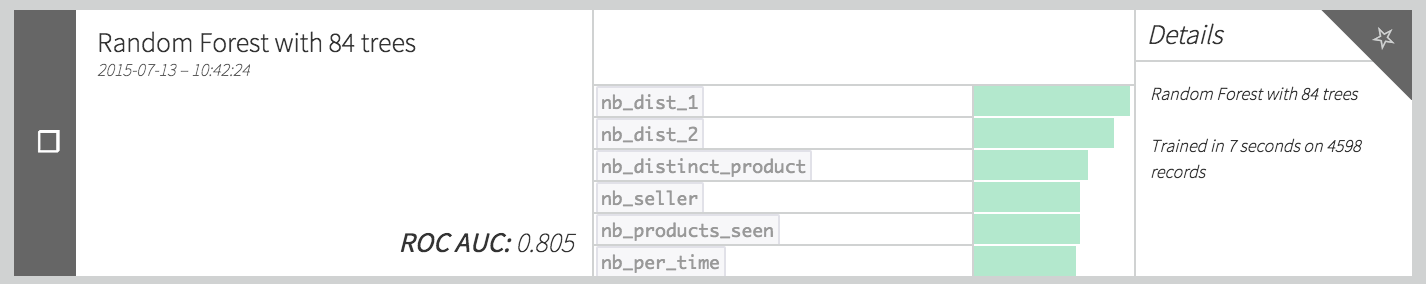 Random Forest with 84 trees
2015-07-13 – 10:42:24
ROC AUC: 0.805
nb_dist_1
nb_dist_2
nb_distinct_product
nb_seller
nb_products_seen
nb_per_time
Details
Random Forest with 84 trees
Trained in 7 seconds on 4598
records